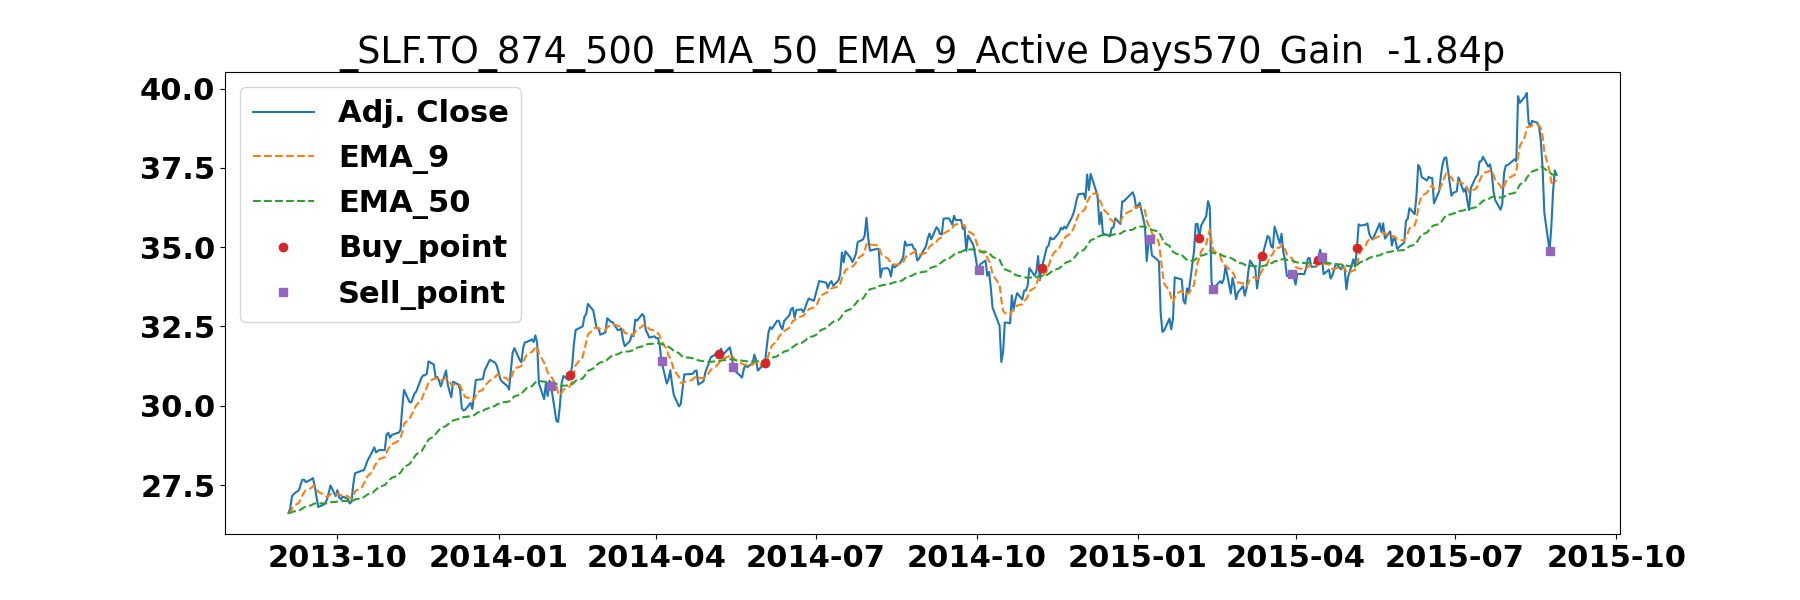 _SLF.TO_874_500_EMA_50_EMA_9_Active Days570_Gain  -1.84p
40.0
37.5
35.0
32.5
30.0
27.5
Adj. Close
EMA_9
EMA_50
Buy_point
Sell_point
2013-10 2014-01 2014-04 2014-07 2014-10 2015-01 2015-04 2015-07 2015-10